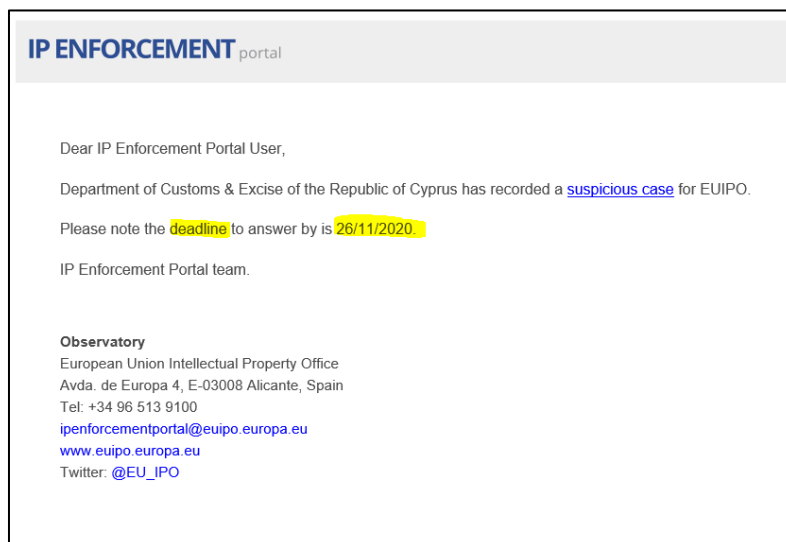 IP ENFORCEMENT portal
Dear IP Enforcement Portal User,
Department of Customs & Excise of the Republic of Cyprus has recorded a suspicious case for EUIPO.
Please note the deadline to answer by is 26/11/2020.
IP Enforcement Portal team.
Observatory
European Union Intellectual Property Office
Avda. de Europa 4, E-03008 Alicante, Spain
Tel: +34 96 513 9100
ipenforcementportal@euipo.europa.eu
www.euipo.europa.eu
Twitter: @EU_IPO